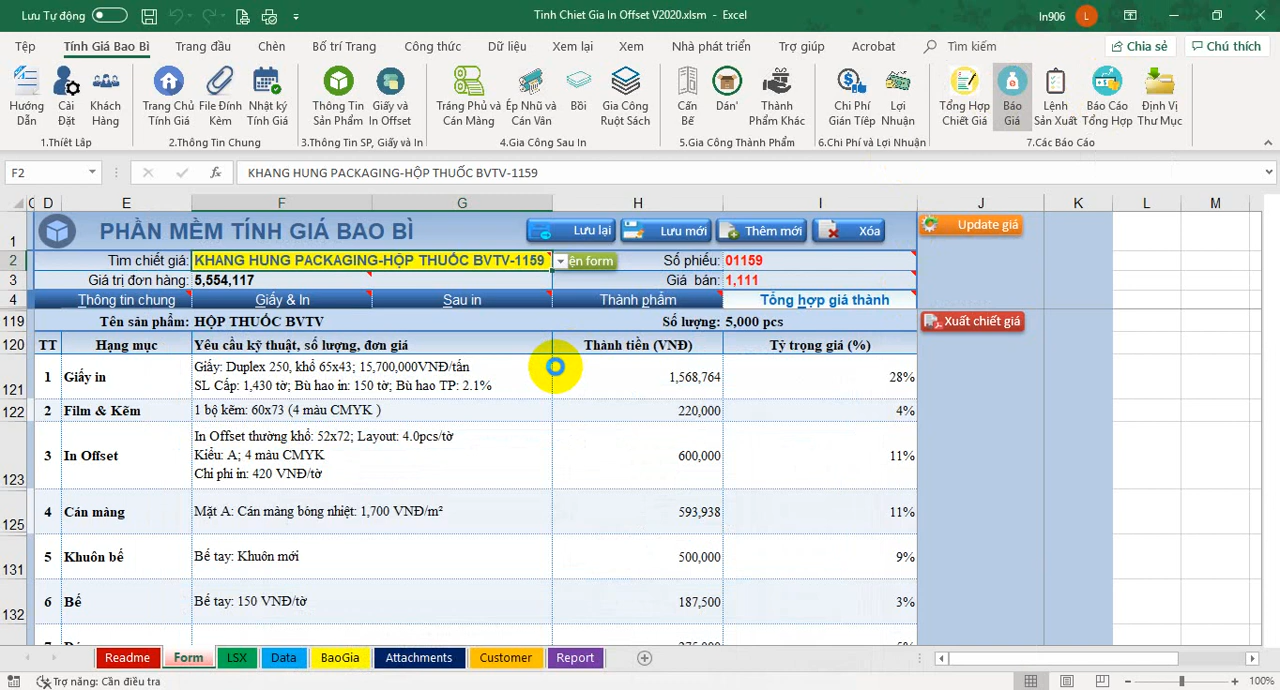 Lưu Tự động
Tinh Chiet Gia In Offset V2020.xlsm - Excel
In906
L
Tệp Tính Giá Bao Bì Trang đầu Chèn Bố trí Trang Công thức Dữ liệu Xem lại Xem Nhà phát triển Trợ giúp Acrobat Tìm kiếm Chia sẻ Chú thích
Hướng Dẫn
Cài Đặt
Khách Hàng
Trang Chủ Tính Giá
File Đính Kèm
Nhật ký Tính Giá
Thông Tin Sản Phẩm
Giấy và In Offset
Tráng Phủ và Cán Màng
Ép Nhũ và Cán Vân
Bồi
Gia Công Ruột Sách
Cấn Bế
Dán'
Thành Phẩm Khác
Chi Phí Gián Tiếp
Lợi Nhuận
Tổng Hợp Chiết Giá
Báo Giá
Lệnh Sản Xuất
Báo Cáo Tổng Hợp
Định Vị Thư Mục
1.Thiêt Lập 2.Thông Tin Chung 3.Thông Tin SP, Giấy và In 4.Gia Công Sau In 5.Gia Công Thành Phẩm 6.Chi Phí và Lợi Nhuận 7.Các Báo Cáo
F2 fx KHANG HUNG PACKAGING-HỘP THUỐC BVTV-1159
C D E F G H I J K L M
1 PHẦN MỀM TÍNH GIÁ BAO BÌ Lưu lại Lưu mới Thêm mới Xóa Update giá
2 Tìm chiết giá: KHANG HUNG PACKAGING-HỘP THUỐC BVTV-1159 ện form Số phiếu: 01159
3 Giá trị đơn hàng: 5,554,117 Giá bán: 1,111
4 Thông tin chung Giấy & In Sau in Thành phẩm Tổng hợp giá thành
119 Tên sản phẩm: HỘP THUỐC BVTV Số lượng: 5,000 pcs Xuất chiết giá
120 TT Hạng mục Yêu cầu kỹ thuật, số lượng, đơn giá Thành tiền (VNĐ) Tỷ trọng giá (%)
Giấy: Duplex 250, khổ 65x43; 15,700,000VNĐ/tấn
121 1 Giấy in SL Cấp: 1,430 tờ; Bù hao in: 150 tờ; Bù hao TP: 2.1% 1,568,764 28%
122 2 Film & Kẽm 1 bộ kẽm: 60x73 (4 màu CMYK ) 220,000 4%
In Offset thường khổ: 52x72; Layout: 4.0pcs/tờ
123 3 In Offset Kiểu: A; 4 màu CMYK 600,000 11%
Chi phí in: 420 VNĐ/tờ
125 4 Cán màng Mặt A: Cán màng bóng nhiệt: 1,700 VNĐ/m² 593,938 11%
131 5 Khuôn bế Bế tay: Khuôn mới 500,000 9%
132 6 Bế Bế tay: 150 VNĐ/tờ 187,500 3%
Readme Form LSX Data BaoGia Attachments Customer Report
Trợ năng: Cần điều tra
100%